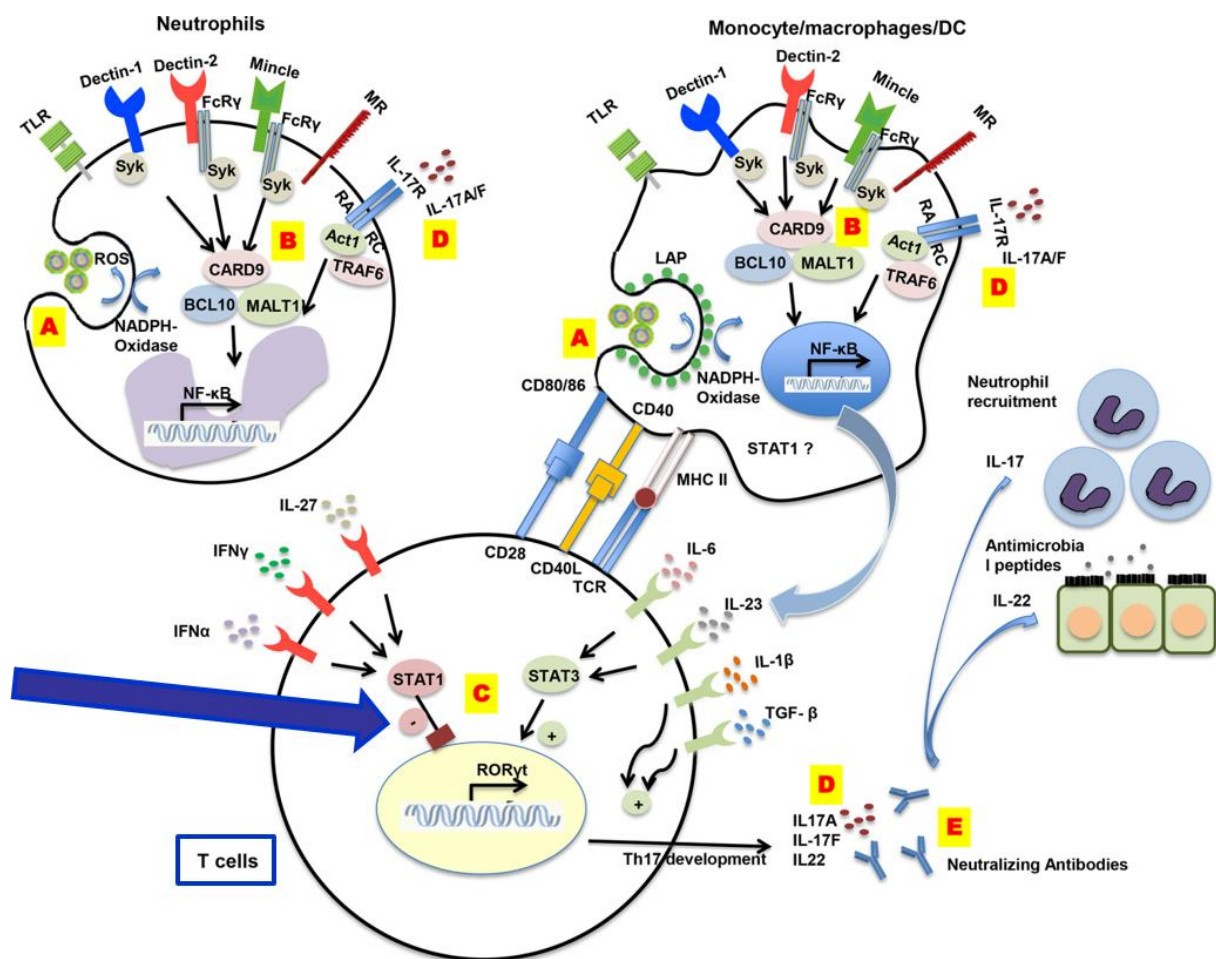 Neutrophils
Dectin-1
Dectin-2
Mincle
TLR
FcRγ
FcRγ
MR
Syk
Syk
Syk
IL-17R
IL-17A/F
RA
RC
Act1
TRAF6
B
D
CARD9
BCL10
MALT1
ROS
A
NADPH-
Oxidase
NF-κB
Monocyte/macrophages/DC
Dectin-1
Dectin-2
Mincle
TLR
FcRγ
FcRγ
MR
Syk
Syk
Syk
IL-17R
IL-17A/F
RA
RC
Act1
TRAF6
B
D
CARD9
BCL10
MALT1
LAP
A
NADPH-
Oxidase
NF-κB
CD80/86
CD40
STAT1 ?
MHC II
CD28
CD40L
TCR
Neutrophil
recruitment
IL-17
Antimicrobia
l peptides
IL-22
IL-27
IFNγ
IFNα
IL-6
IL-23
IL-1β
TGF- β
STAT1
C
STAT3
-
+
+
RORγt
T cells
Th17 development
D
IL17A
IL-17F
IL22
E
Neutralizing Antibodies